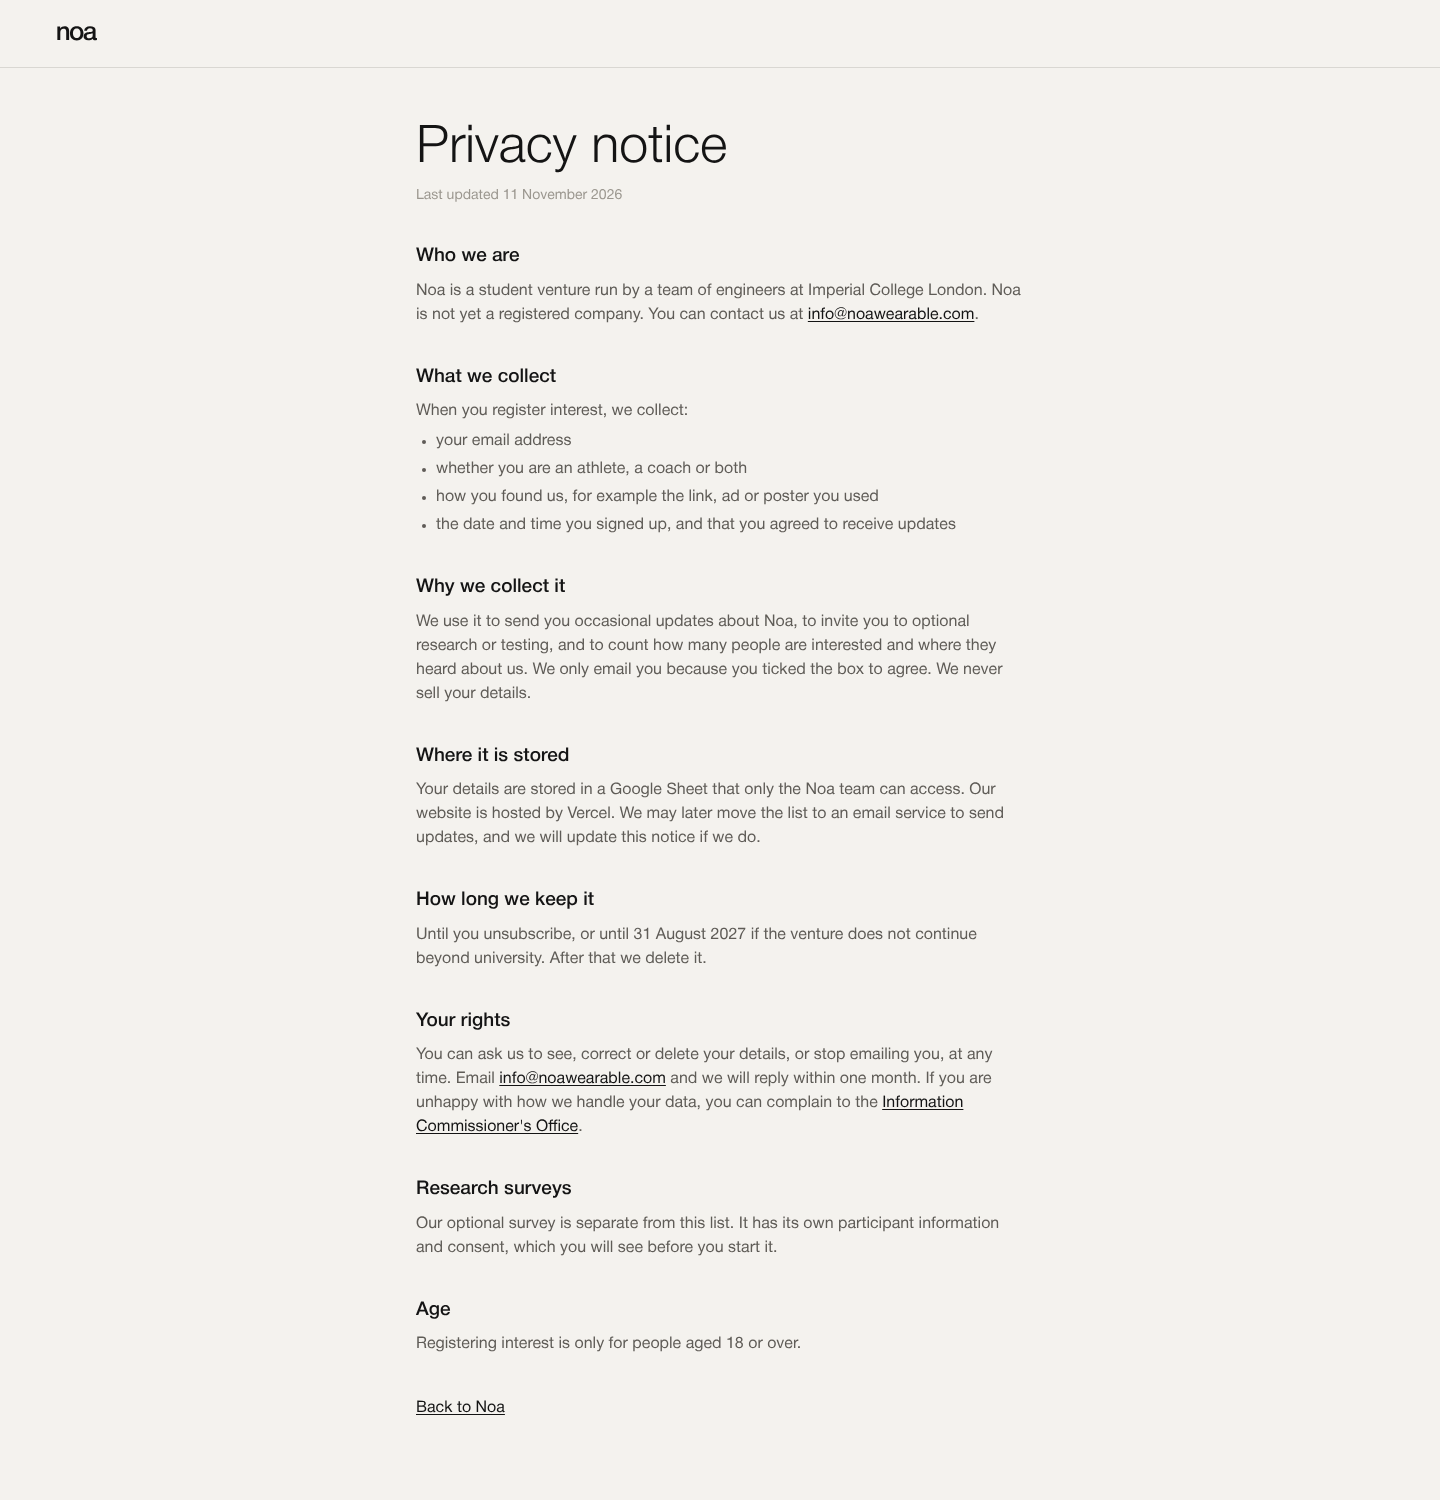 noa
Privacy notice
Last updated 11 November 2026
Who we are
Noa is a student venture run by a team of engineers at Imperial College London. Noa
is not yet a registered company. You can contact us at info@noawearable.com.
What we collect
When you register interest, we collect:
• your email address
• whether you are an athlete, a coach or both
• how you found us, for example the link, ad or poster you used
• the date and time you signed up, and that you agreed to receive updates
Why we collect it
We use it to send you occasional updates about Noa, to invite you to optional
research or testing, and to count how many people are interested and where they
heard about us. We only email you because you ticked the box to agree. We never
sell your details.
Where it is stored
Your details are stored in a Google Sheet that only the Noa team can access. Our
website is hosted by Vercel. We may later move the list to an email service to send
updates, and we will update this notice if we do.
How long we keep it
Until you unsubscribe, or until 31 August 2027 if the venture does not continue
beyond university. After that we delete it.
Your rights
You can ask us to see, correct or delete your details, or stop emailing you, at any
time. Email info@noawearable.com and we will reply within one month. If you are
unhappy with how we handle your data, you can complain to the Information
Commissioner's Office.
Research surveys
Our optional survey is separate from this list. It has its own participant information
and consent, which you will see before you start it.
Age
Registering interest is only for people aged 18 or over.
Back to Noa